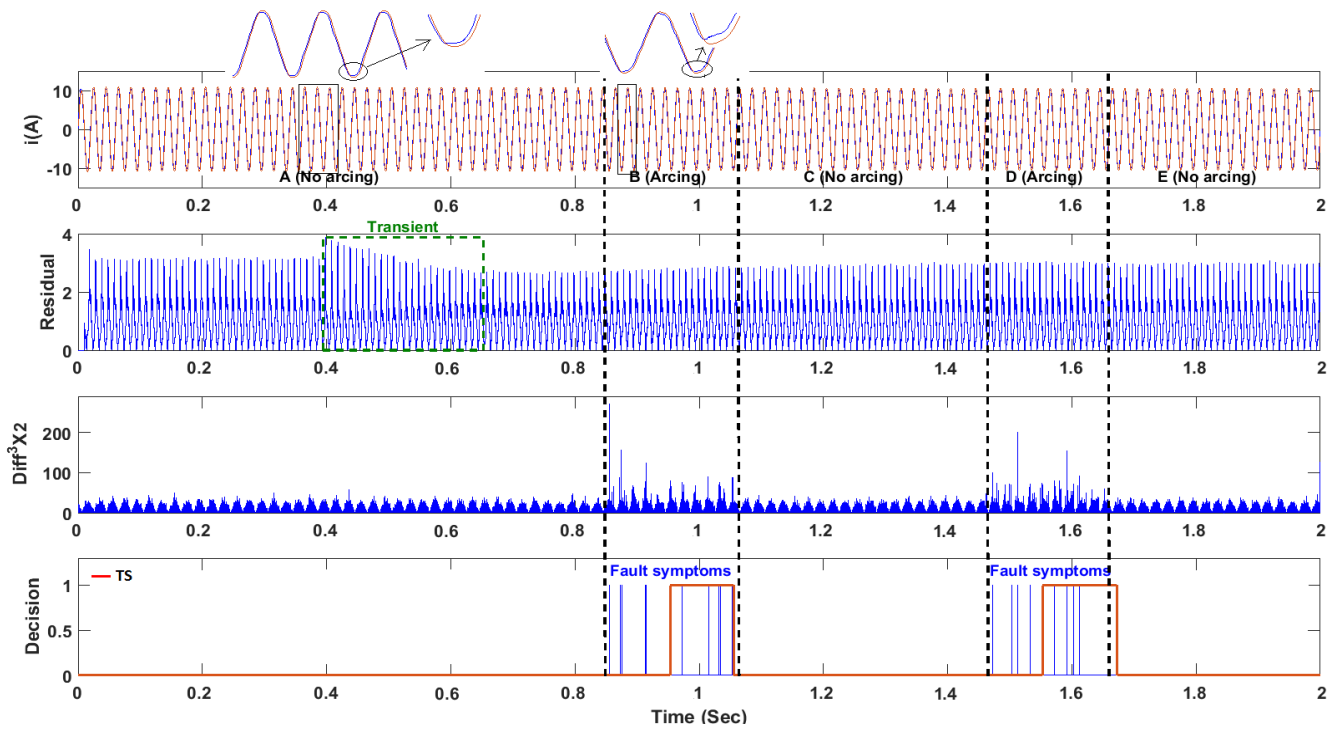 i(A)
10
0
-10
A (No arcing)
B (Arcing)
C (No arcing)
D (Arcing)
E (No arcing)
0 0.2 0.4 0.6 0.8 1 1.2 1.4 1.6 1.8 2
Transient
Residual
4
2
0
0 0.2 0.4 0.6 0.8 1 1.2 1.4 1.6 1.8 2
Diff³X2
200
100
0
0 0.2 0.4 0.6 0.8 1 1.2 1.4 1.6 1.8 2
Decision
1
0.5
0
TS
Fault symptoms
Fault symptoms
0 0.2 0.4 0.6 0.8 1 1.2 1.4 1.6 1.8 2
Time (Sec)